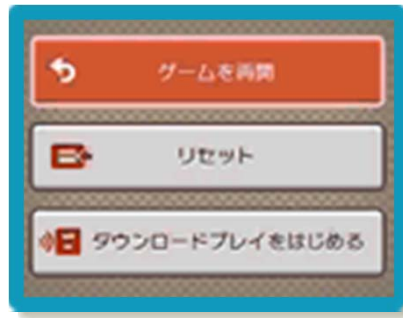 ゲームを再開
リセット
ダウンロードプレイをはじめる